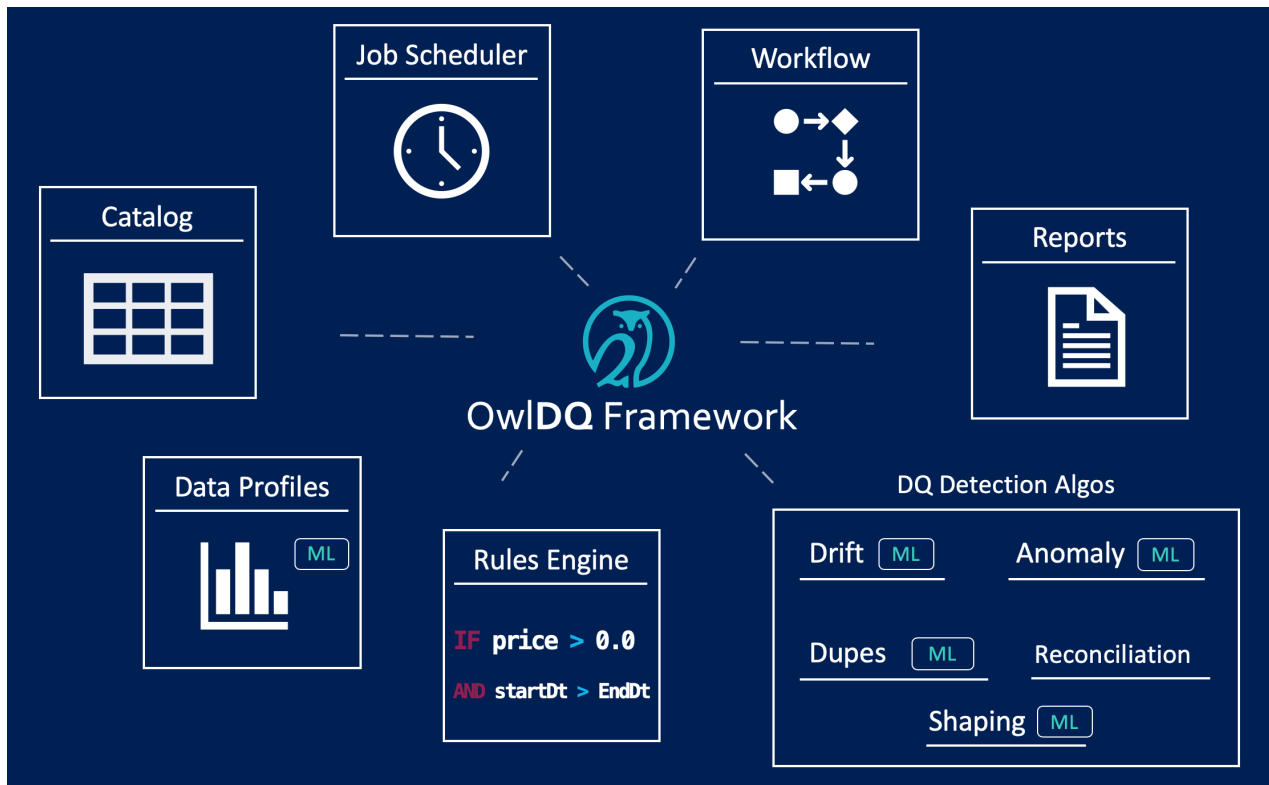 Job Scheduler
Workflow
Catalog
Reports
OwlDQ Framework
Data Profiles
ML
Rules Engine
IF price > 0.0
AND startDt > EndDt
DQ Detection Algos
Drift ML
Anomaly ML
Dupes ML
Reconciliation
Shaping ML